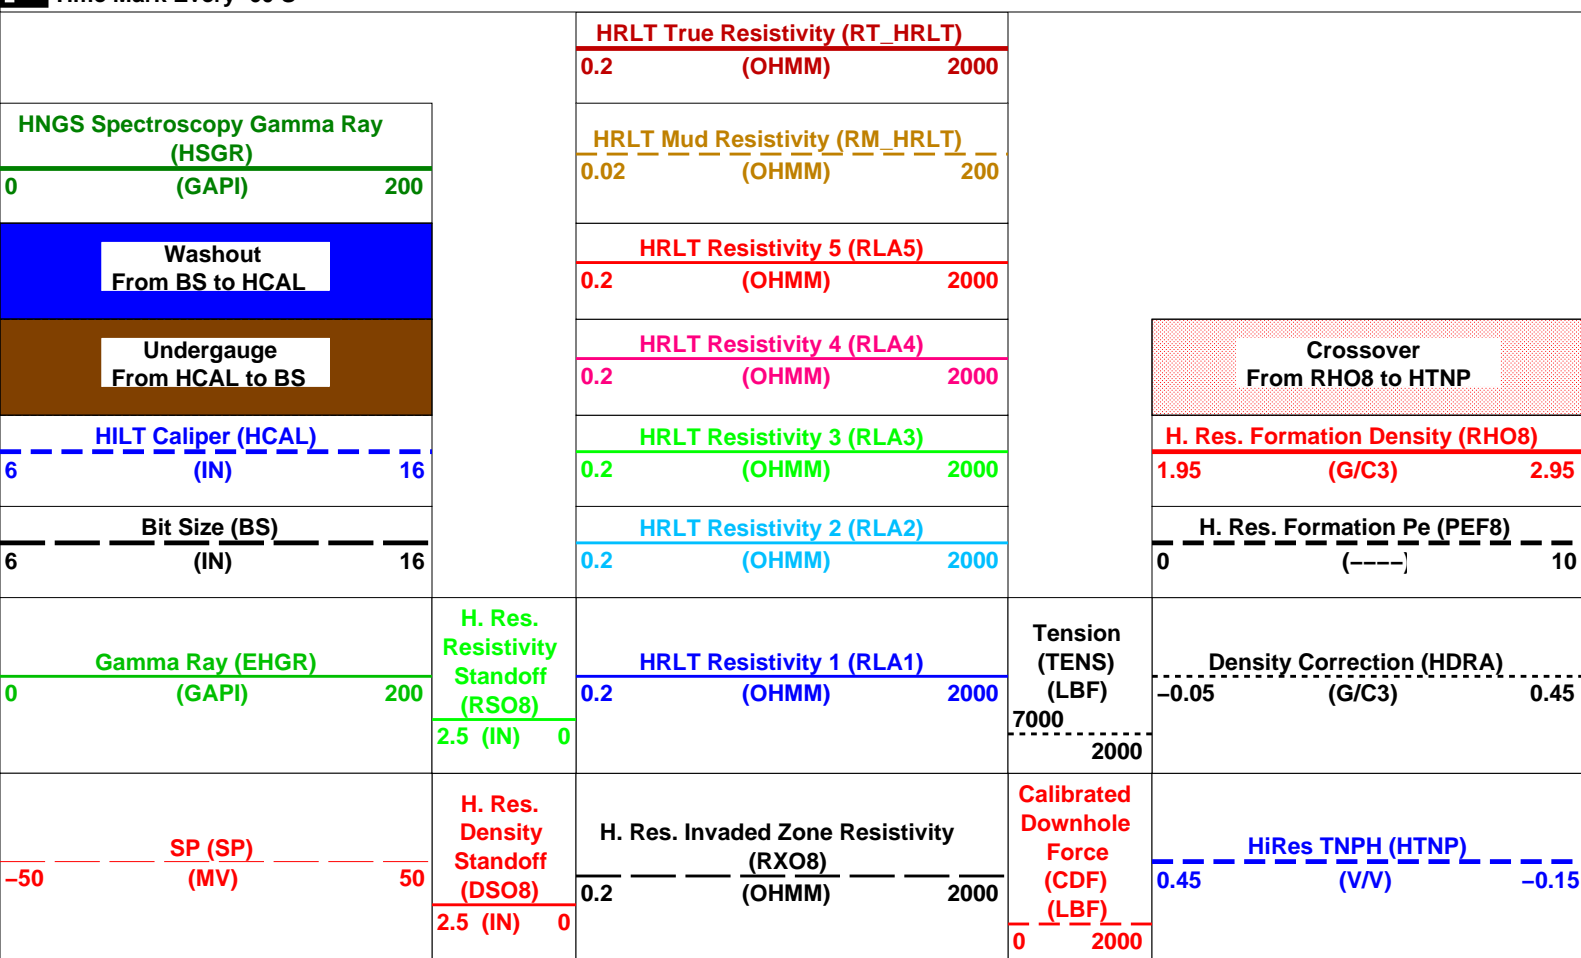 Time Mark Every 60 S
HRLT True Resistivity (RT_HRLT)
0.2 (OHMM) 2000
HNGS Spectroscopy Gamma Ray
(HSGR)
0 (GAPI) 200
HRLT Mud Resistivity (RM_HRLT)
0.02 (OHMM) 200
Washout
From BS to HCAL
HRLT Resistivity 5 (RLA5)
0.2 (OHMM) 2000
Undergauge
From HCAL to BS
HRLT Resistivity 4 (RLA4)
0.2 (OHMM) 2000
Crossover
From RHO8 to HTNP
HILT Caliper (HCAL)
6 (IN) 16
HRLT Resistivity 3 (RLA3)
0.2 (OHMM) 2000
H. Res. Formation Density (RHO8)
1.95 (G/C3) 2.95
Bit Size (BS)
6 (IN) 16
HRLT Resistivity 2 (RLA2)
0.2 (OHMM) 2000
H. Res. Formation Pe (PEF8)
0 (−−−−) 10
Gamma Ray (EHGR)
0 (GAPI) 200
H. Res.
Resistivity
Standoff
(RSO8)
2.5 (IN) 0
HRLT Resistivity 1 (RLA1)
0.2 (OHMM) 2000
Tension
(TENS)
(LBF)
7000
2000
Density Correction (HDRA)
−0.05 (G/C3) 0.45
SP (SP)
−50 (MV) 50
H. Res.
Density
Standoff
(DSO8)
2.5 (IN) 0
H. Res. Invaded Zone Resistivity
(RXO8)
0.2 (OHMM) 2000
Calibrated
Downhole
Force
(CDF)
(LBF)
0 2000
HiRes TNPH (HTNP)
0.45 (V/V) −0.15